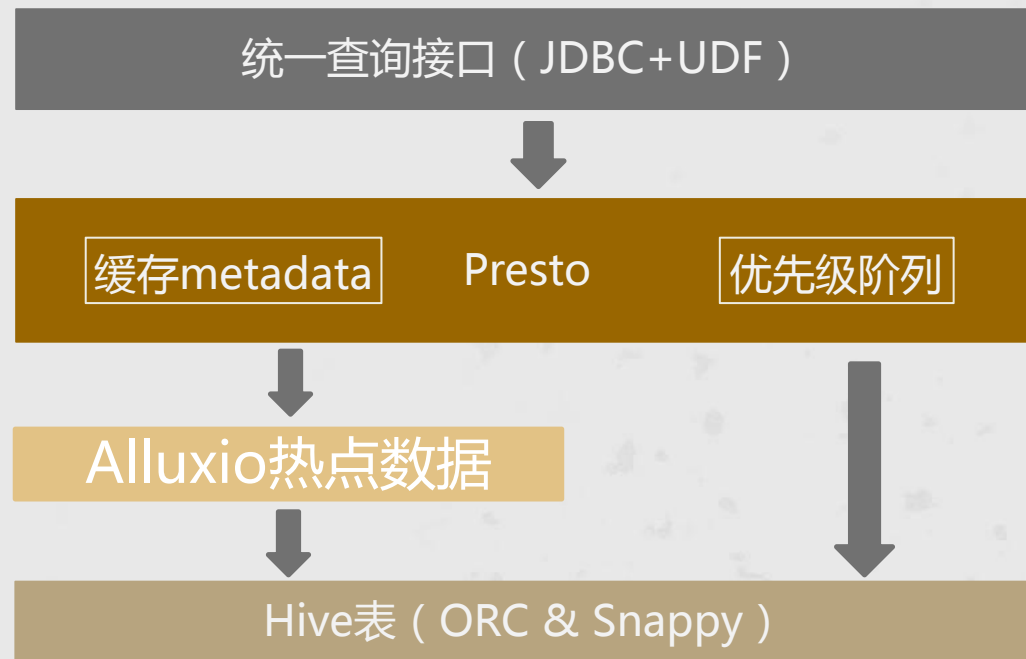 统一查询接口（JDBC+UDF）
缓存metadata
Presto
优先级阶列
Alluxio热点数据
Hive表（ORC & Snappy）